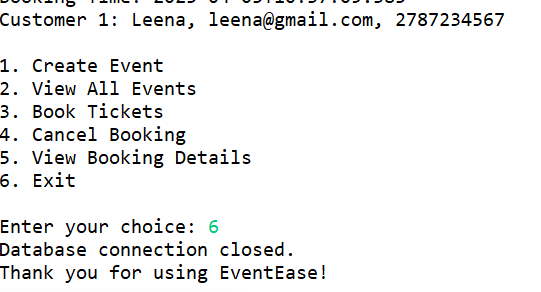 Customer 1: Leena, leena@gmail.com, 2787234567
1. Create Event
2. View All Events
3. Book Tickets
4. Cancel Booking
5. View Booking Details
6. Exit
Enter your choice: 6
Database connection closed.
Thank you for using EventEase!